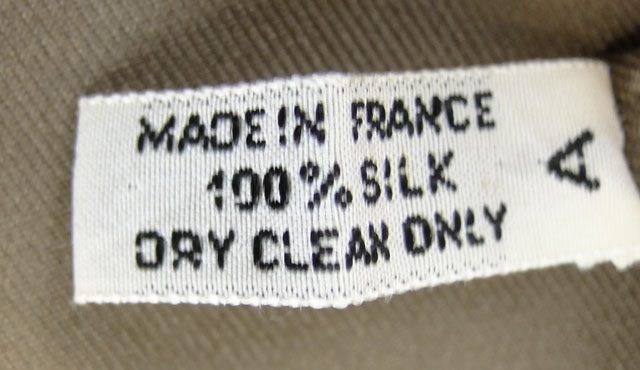 MADE IN FRANCE
100% SILK
DRY CLEAN ONLY
A